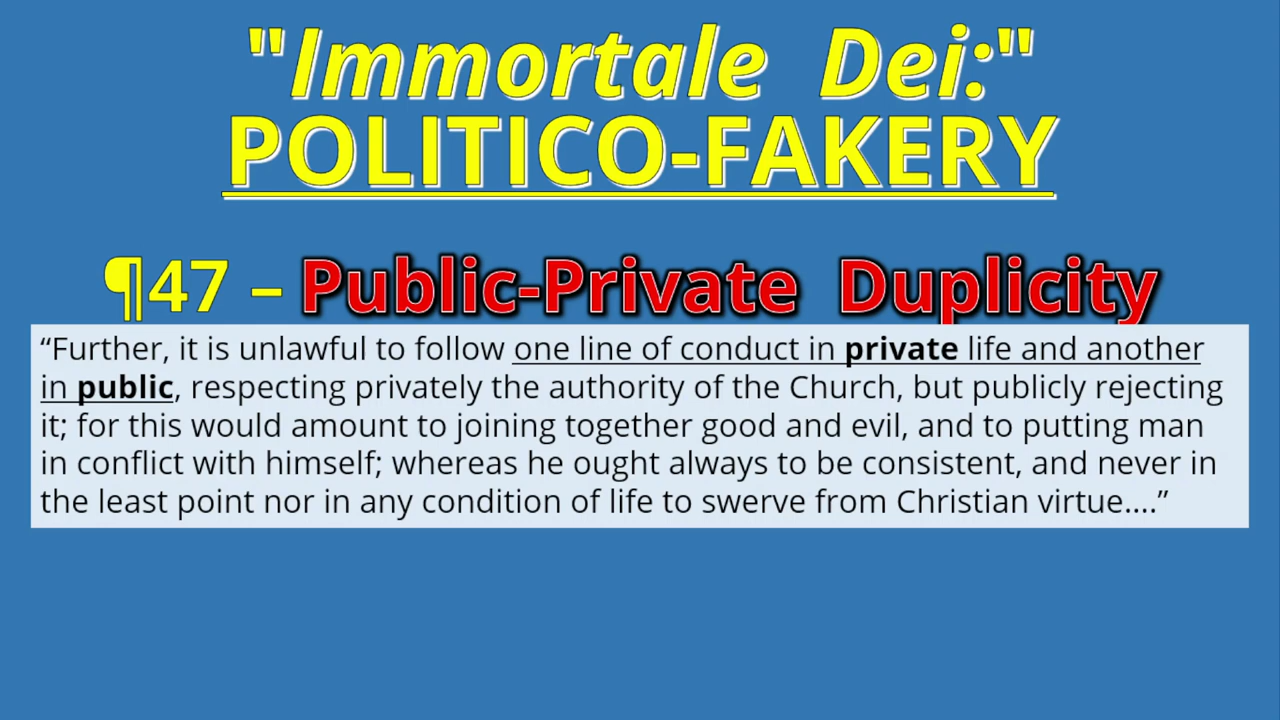 "Immortale Dei:"
POLITICO-FAKERY
¶47 – Public-Private Duplicity
“Further, it is unlawful to follow one line of conduct in private life and another
in public, respecting privately the authority of the Church, but publicly rejecting
it; for this would amount to joining together good and evil, and to putting man
in conflict with himself; whereas he ought always to be consistent, and never in
the least point nor in any condition of life to swerve from Christian virtue....”